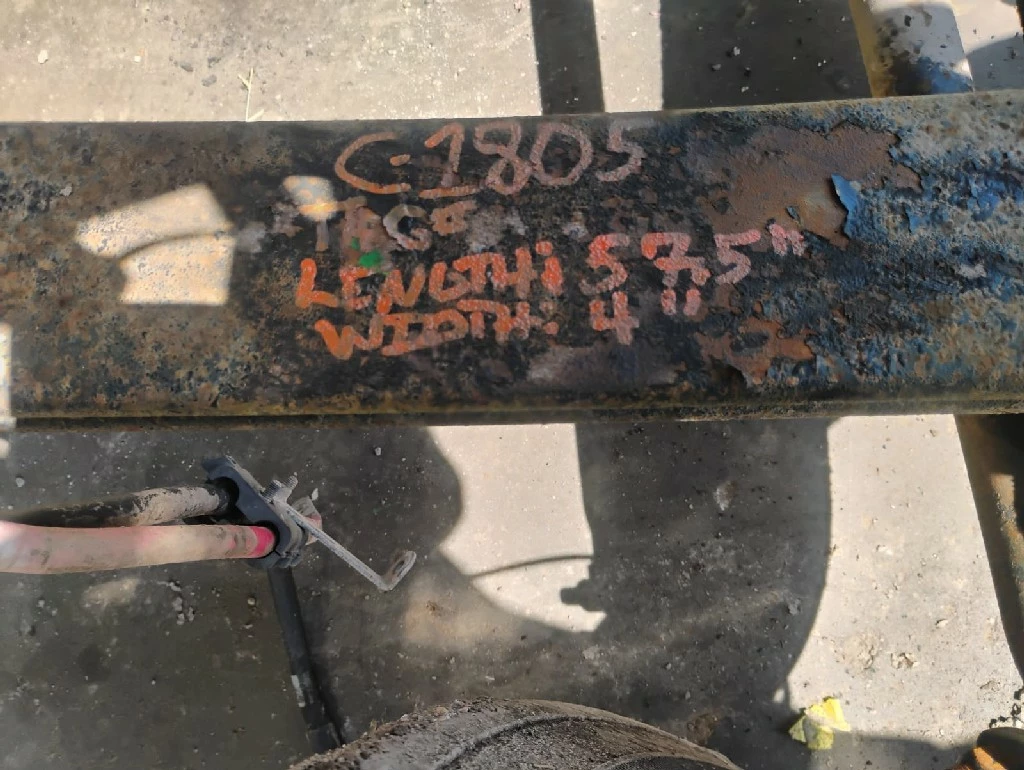 C-1805
LENGTH: 57.5"
WIDTH: 4"